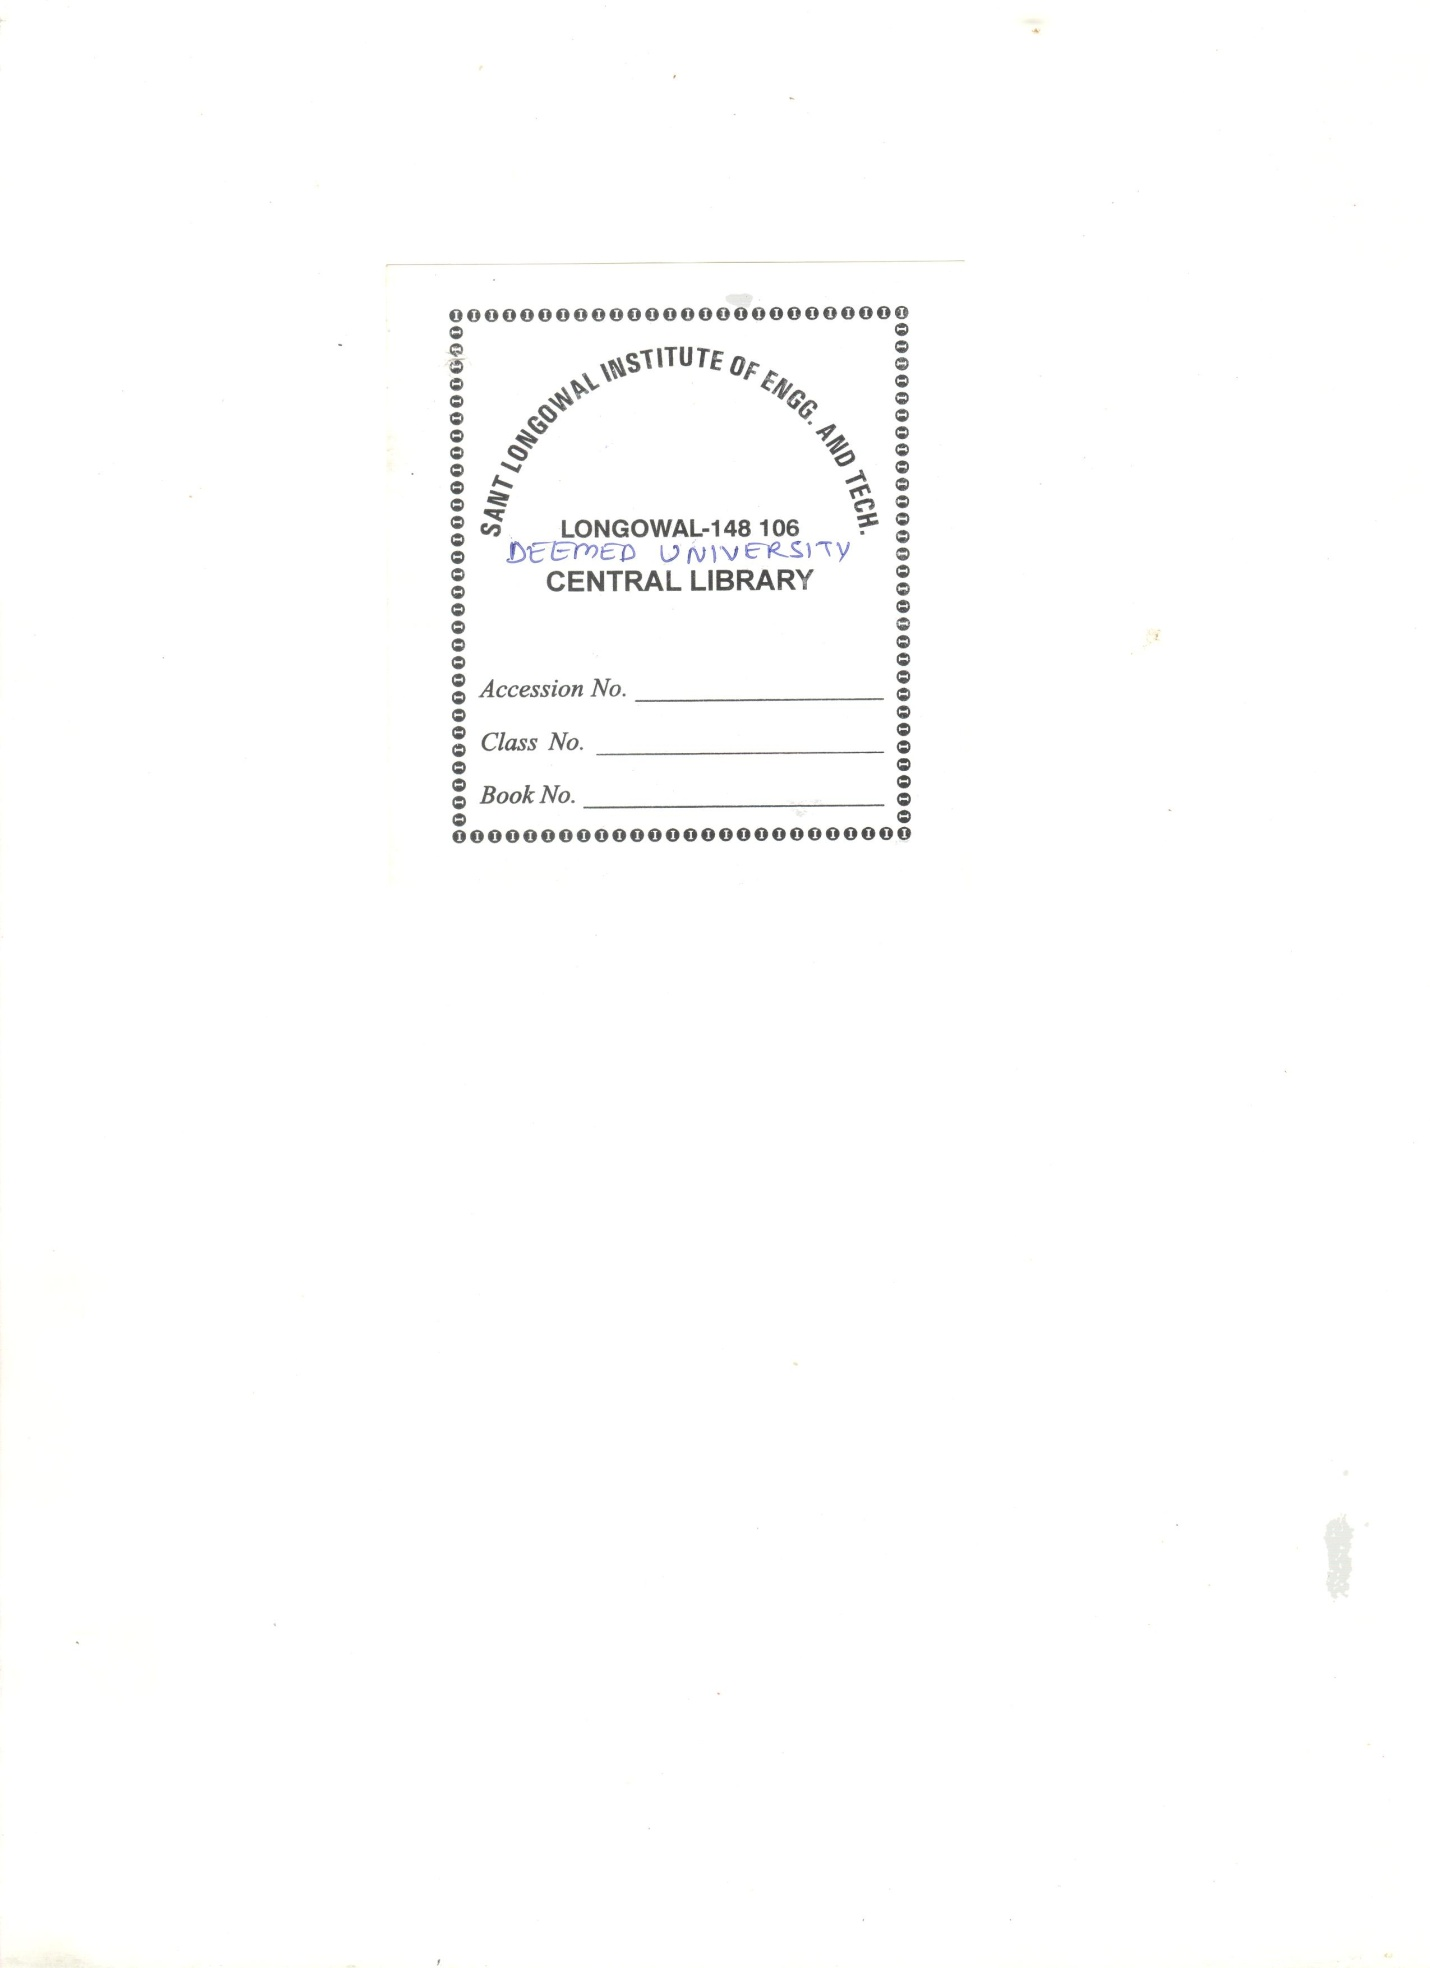 SANT LONGOWAL INSTITUTE OF ENGG. AND TECH.
LONGOWAL-148 106
DEEMED UNIVERSITY
CENTRAL LIBRARY
Accession No.
Class No.
Book No.